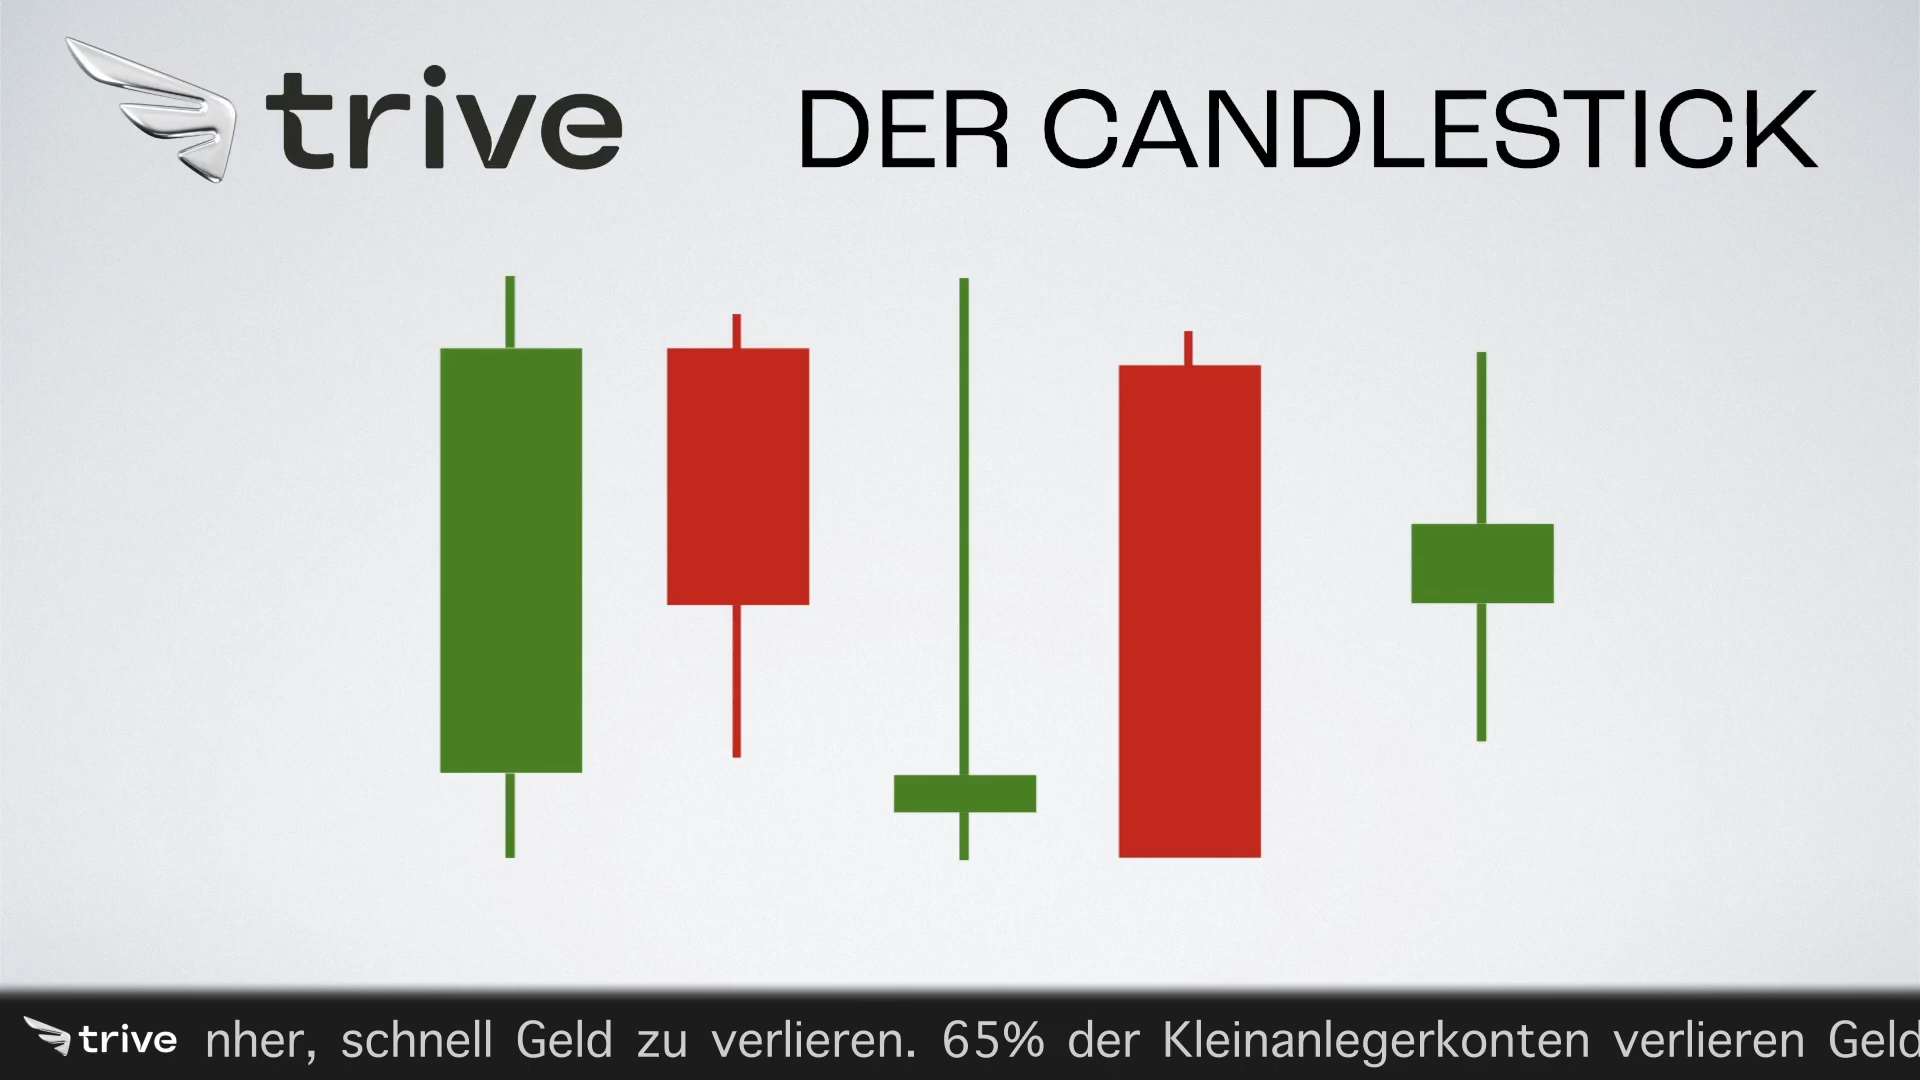 trive
DER CANDLESTICK
trive nher, schnell Geld zu verlieren. 65% der Kleinanlegerkonten verlieren Geld